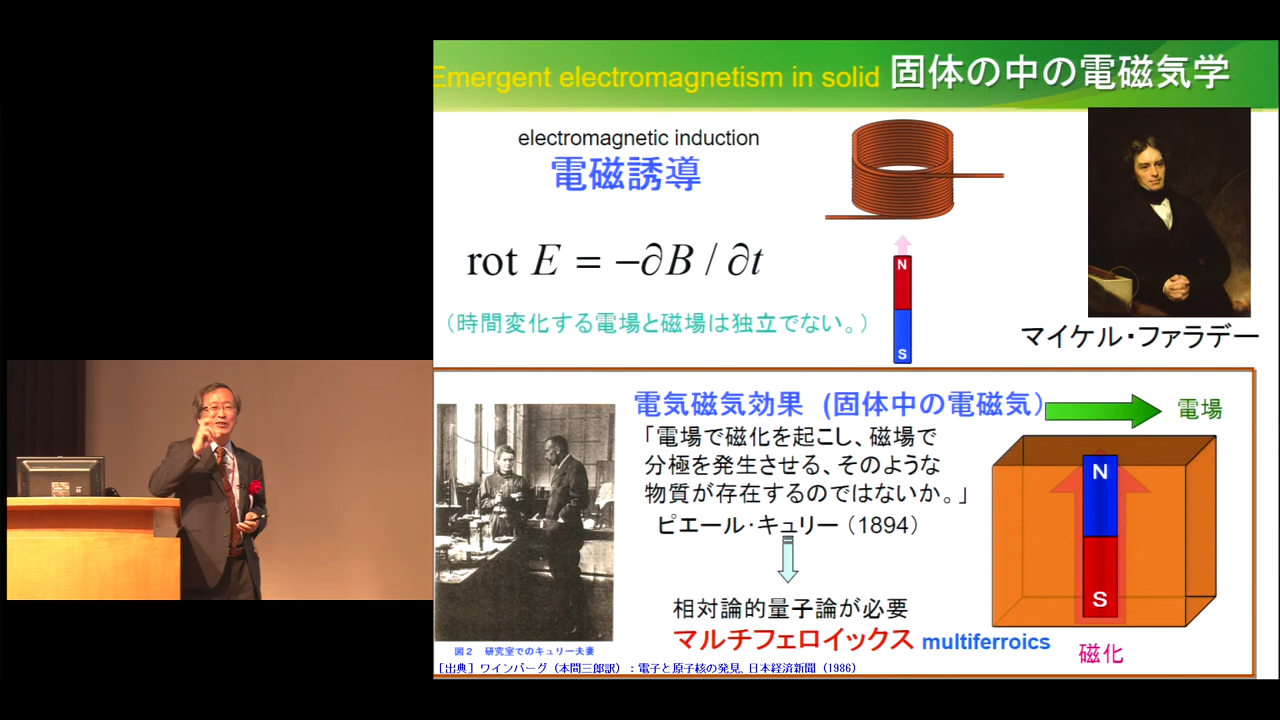 Emergent electromagnetism in solid 固体の中の電磁気学
electromagnetic induction
電磁誘導
rot E = −∂B / ∂t
（時間変化する電場と磁場は独立でない。）
N
S
マイケル・ファラデー
電気磁気効果 (固体中の電磁気）
電場
「電場で磁化を起こし、磁場で
分極を発生させる、そのような
物質が存在するのではないか。」
ピエール・キュリー（1894）
相対論的量子論が必要
マルチフェロイックス multiferroics
N
S
磁化
図２ 研究室でのキュリー夫妻
［出典］ワインバーグ（本間三郎訳）：電子と原子核の発見、日本経済新聞（1986）